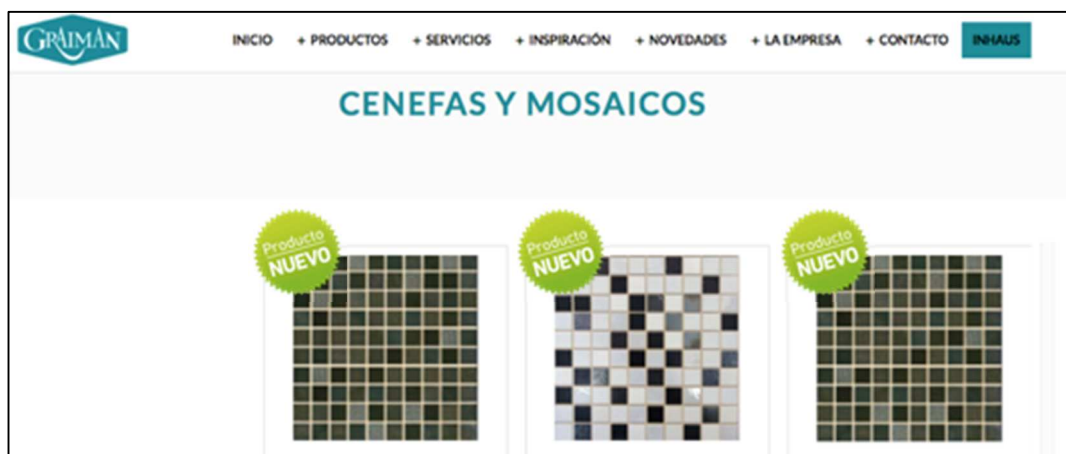 GRAIMAN
INICIO + PRODUCTOS + SERVICIOS + INSPIRACIÓN + NOVEDADES + LA EMPRESA + CONTACTO INHAUS
CENEFAS Y MOSAICOS
Producto
NUEVO
Producto
NUEVO
Producto
NUEVO